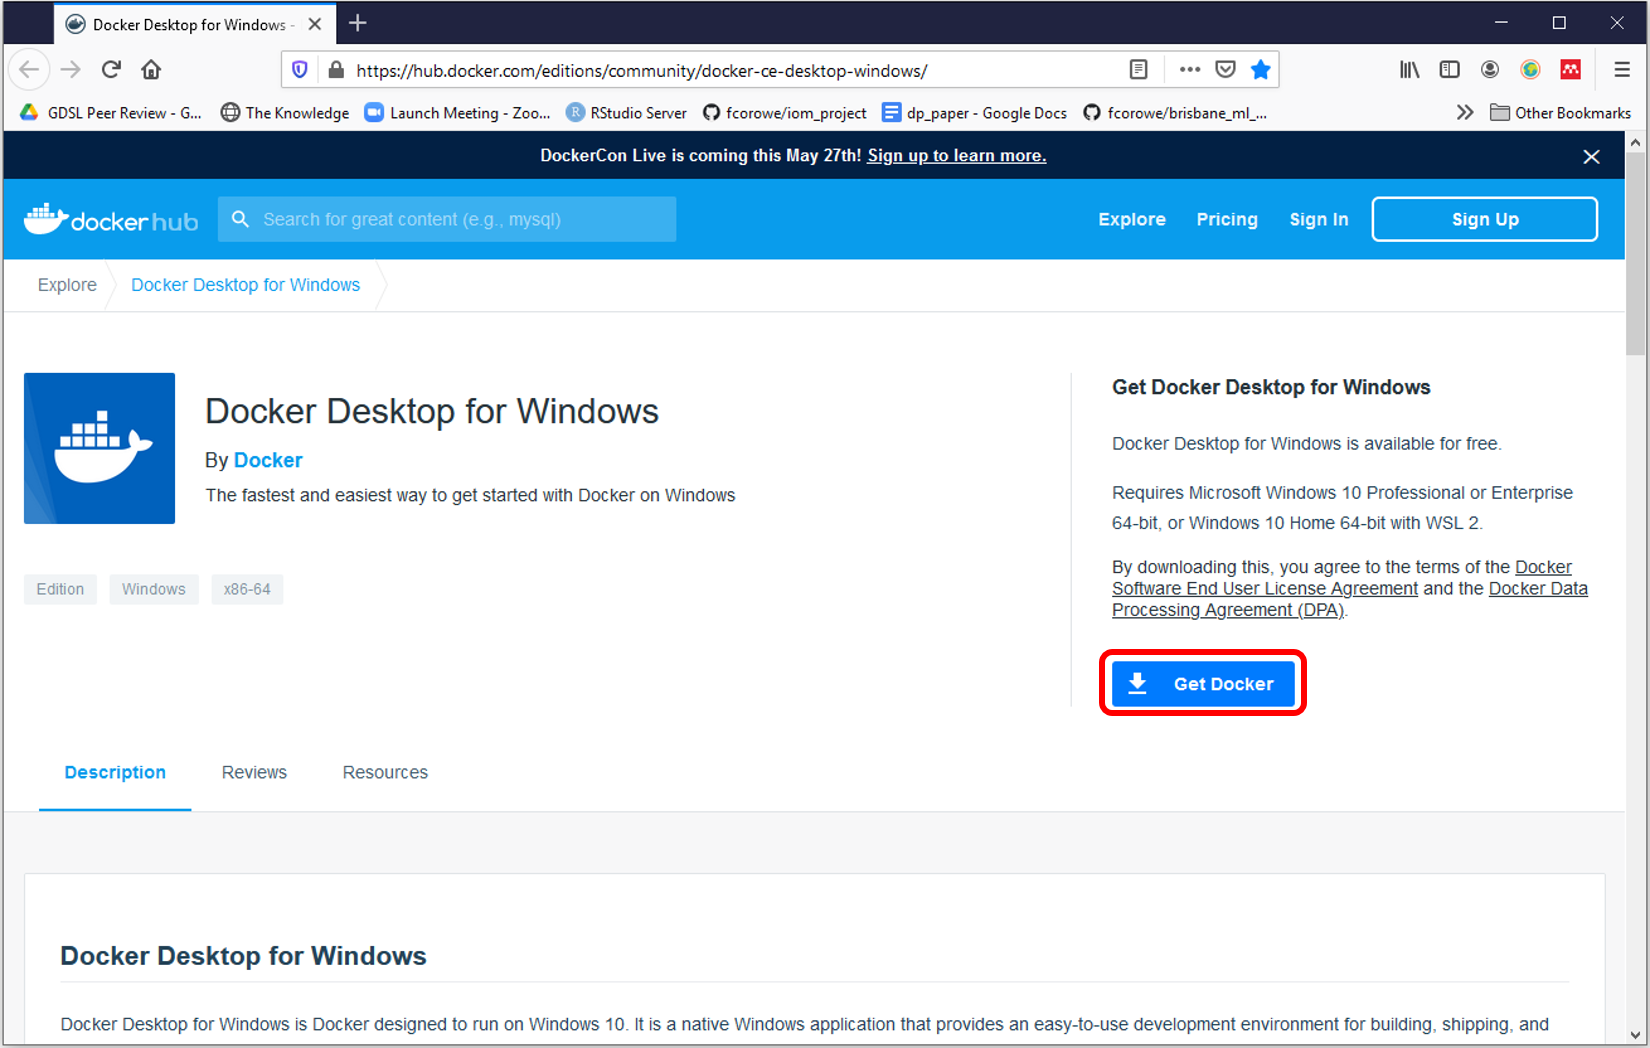 Docker Desktop for Windows -
https://hub.docker.com/editions/community/docker-ce-desktop-windows/
GDSL Peer Review - G... The Knowledge Launch Meeting - Zoo... R RStudio Server fcorowe/iom_project dp_paper - Google Docs fcorowe/brisbane_ml_... Other Bookmarks
DockerCon Live is coming this May 27th! Sign up to learn more.
docker hub Search for great content (e.g., mysql) Explore Pricing Sign In Sign Up
Explore Docker Desktop for Windows
Docker Desktop for Windows
By Docker
The fastest and easiest way to get started with Docker on Windows
Edition Windows x86-64
Get Docker Desktop for Windows
Docker Desktop for Windows is available for free.
Requires Microsoft Windows 10 Professional or Enterprise
64-bit, or Windows 10 Home 64-bit with WSL 2.
By downloading this, you agree to the terms of the Docker
Software End User License Agreement and the Docker Data
Processing Agreement (DPA).
Get Docker
Description Reviews Resources
Docker Desktop for Windows
Docker Desktop for Windows is Docker designed to run on Windows 10. It is a native Windows application that provides an easy-to-use development environment for building, shipping, and